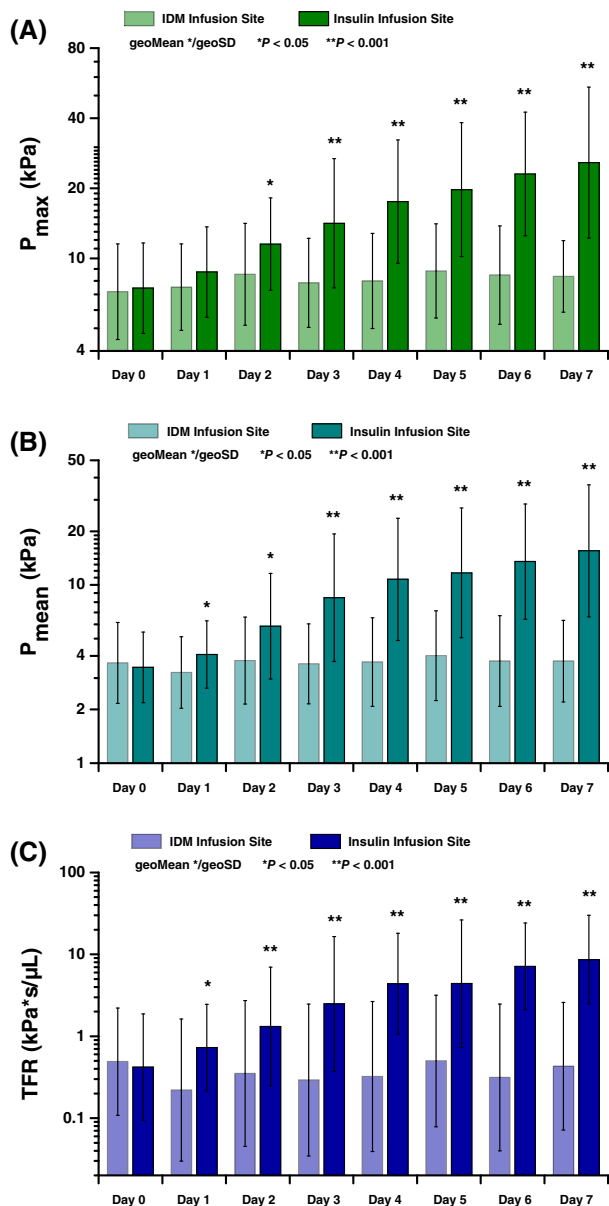 (A)
IDM Infusion Site
Insulin Infusion Site
geoMean */geoSD *P < 0.05 **P < 0.001
80
40
20
10
4
P_max (kPa)
*
**
**
**
**
**
Day 0 Day 1 Day 2 Day 3 Day 4 Day 5 Day 6 Day 7
(B)
IDM Infusion Site
Insulin Infusion Site
geoMean */geoSD *P < 0.05 **P < 0.001
50
20
10
4
2
1
P_mean (kPa)
*
*
**
**
**
**
**
Day 0 Day 1 Day 2 Day 3 Day 4 Day 5 Day 6 Day 7
(C)
IDM Infusion Site
Insulin Infusion Site
geoMean */geoSD *P < 0.05 **P < 0.001
100
10
1
0.1
TFR (kPa*s/µL)
*
**
**
**
**
**
**
Day 0 Day 1 Day 2 Day 3 Day 4 Day 5 Day 6 Day 7